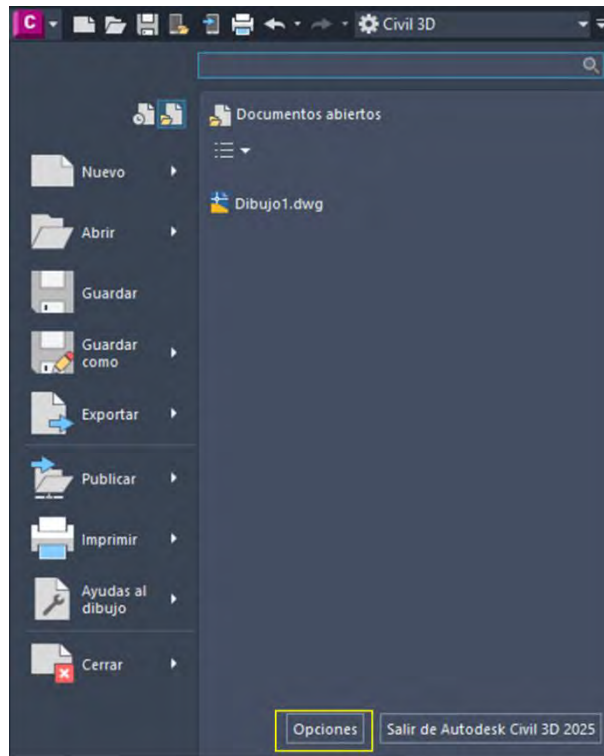 C
Civil 3D
Documentos abiertos
Nuevo
Dibujo1.dwg
Abrir
Guardar
Guardar
como
Exportar
Publicar
Imprimir
Ayudas al
dibujo
Cerrar
Opciones
Salir de Autodesk Civil 3D 2025